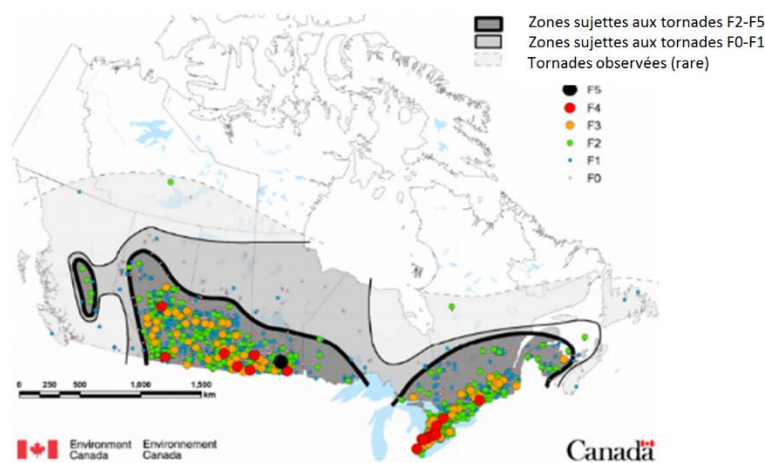 Zones sujettes aux tornades F2-F5
Zones sujettes aux tornades F0-F1
Tornades observées (rare)
F5
F4
F3
F2
F1
F0
0 250 500 1,000 1,500
km
Environment Canada
Environnement Canada
Canada